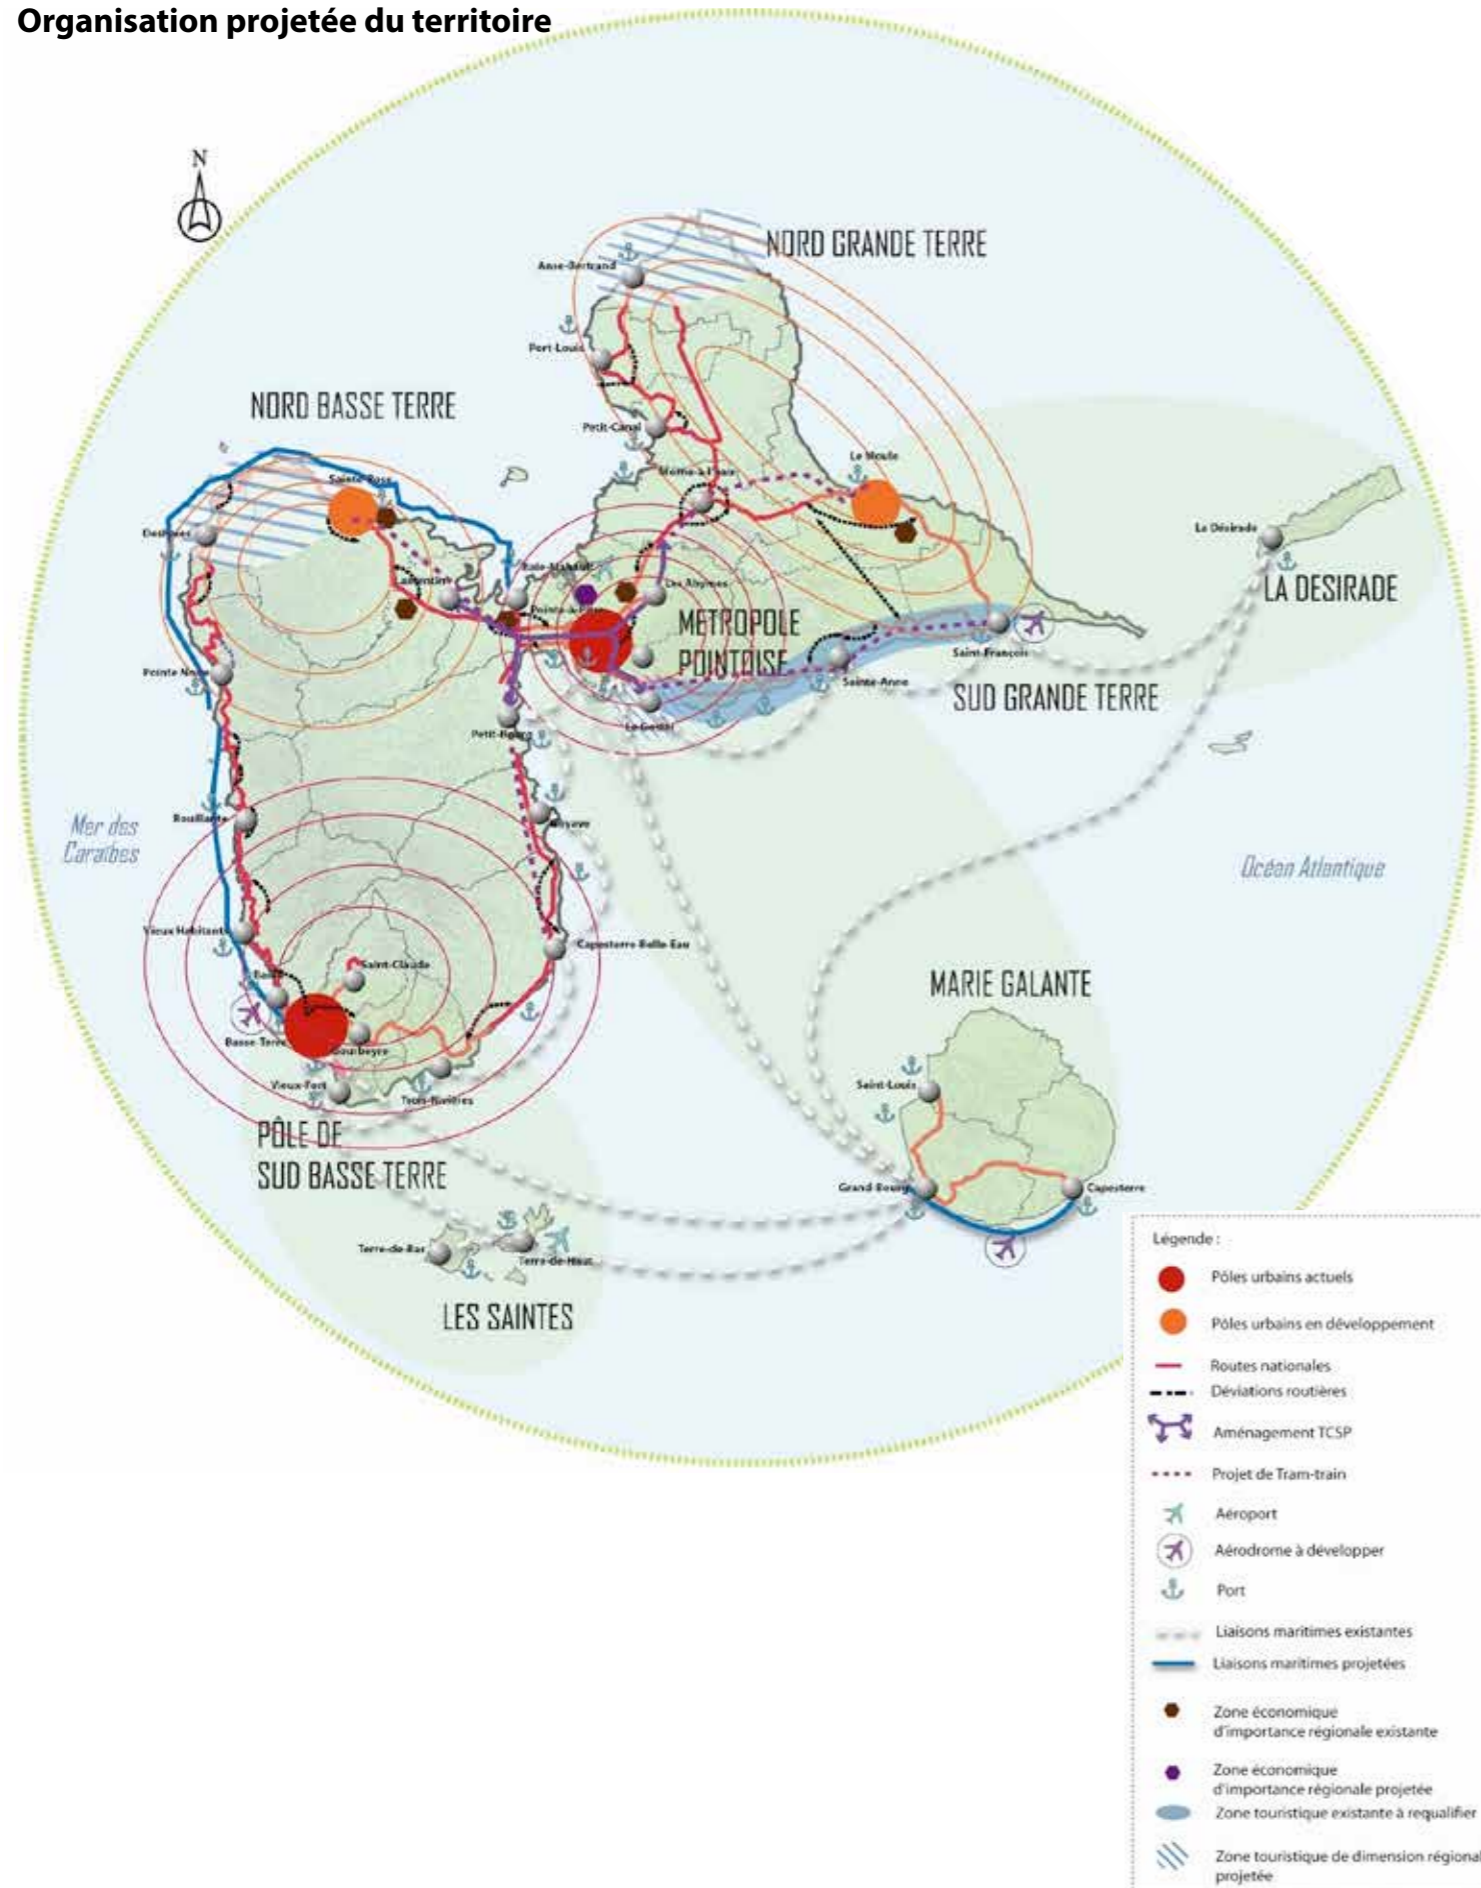 Organisation projetée du territoire
N
NORD GRANDE TERRE
Anse-Bertrand
Port-Louis
NORD BASSE TERRE
Petit-Canal
Le Moule
Morne-à-l'eau
Sainte-Rose
La Désirade
Deshaies
Baie-Mahault
Lamentin
Les Abymes
LA DESIRADE
METROPOLE
POINTOISE
Saint-François
Pointe Noire
Sainte-Anne
SUD GRANDE TERRE
Le Gosier
Petit-Bourg
Mer des
Caraïbes
Bouillante
Goyave
Océan Atlantique
Vieux Habitants
Capesterre Belle-Eau
Saint-Claude
MARIE GALANTE
Basse-Terre
Gourbeyre
Vieux-Fort
Trois-Rivières
Saint-Louis
PÔLE DE
SUD BASSE TERRE
Grand-Bourg
Capesterre
Terre-de-Bas
Terre-de-Haut
LES SAINTES
Légende :
Pôles urbains actuels
Pôles urbains en développement
Routes nationales
Déviations routières
Aménagement TCSP
Projet de Tram-train
Aéroport
Aérodrome à développer
Port
Liaisons maritimes existantes
Liaisons maritimes projetées
Zone économique
d'importance régionale existante
Zone économique
d'importance régionale projetée
Zone touristique existante à requalifier
Zone touristique de dimension régional
projetée